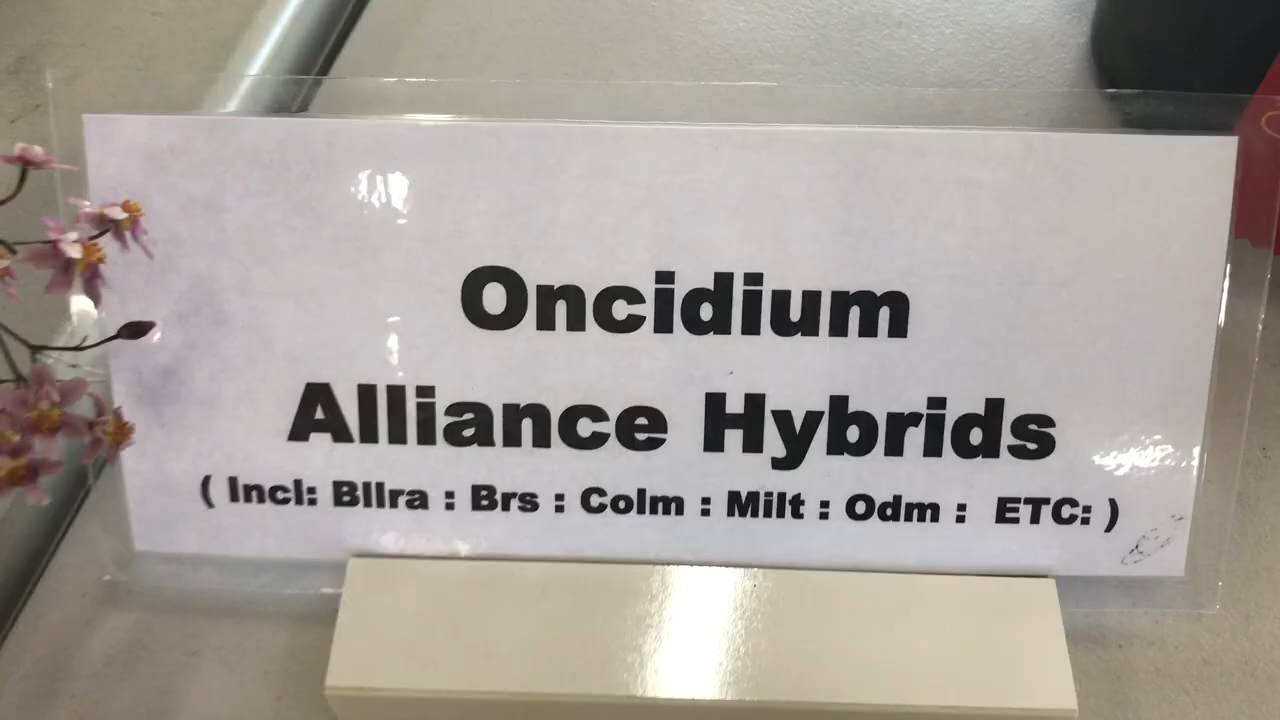 Oncidium
Alliance Hybrids
( Incl: Bllra : Brs : Colm : Milt : Odm : ETC: )